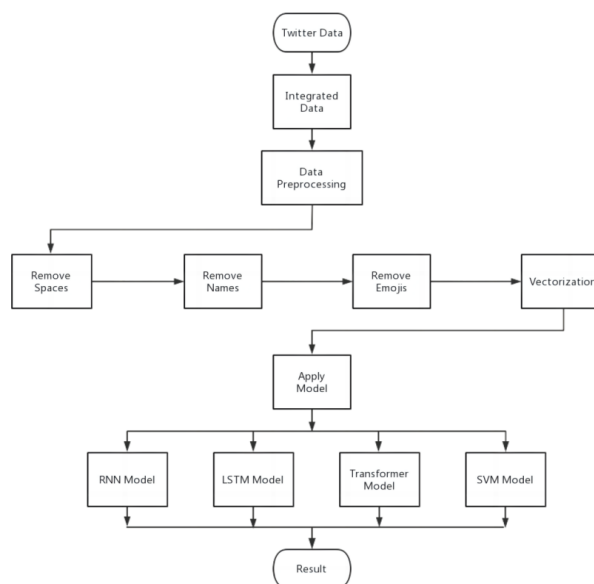 Twitter Data
Integrated
Data
Data
Preprocessing
Remove
Spaces
Remove
Names
Remove
Emojis
Vectorization
Apply
Model
RNN Model
LSTM Model
Transformer
Model
SVM Model
Result